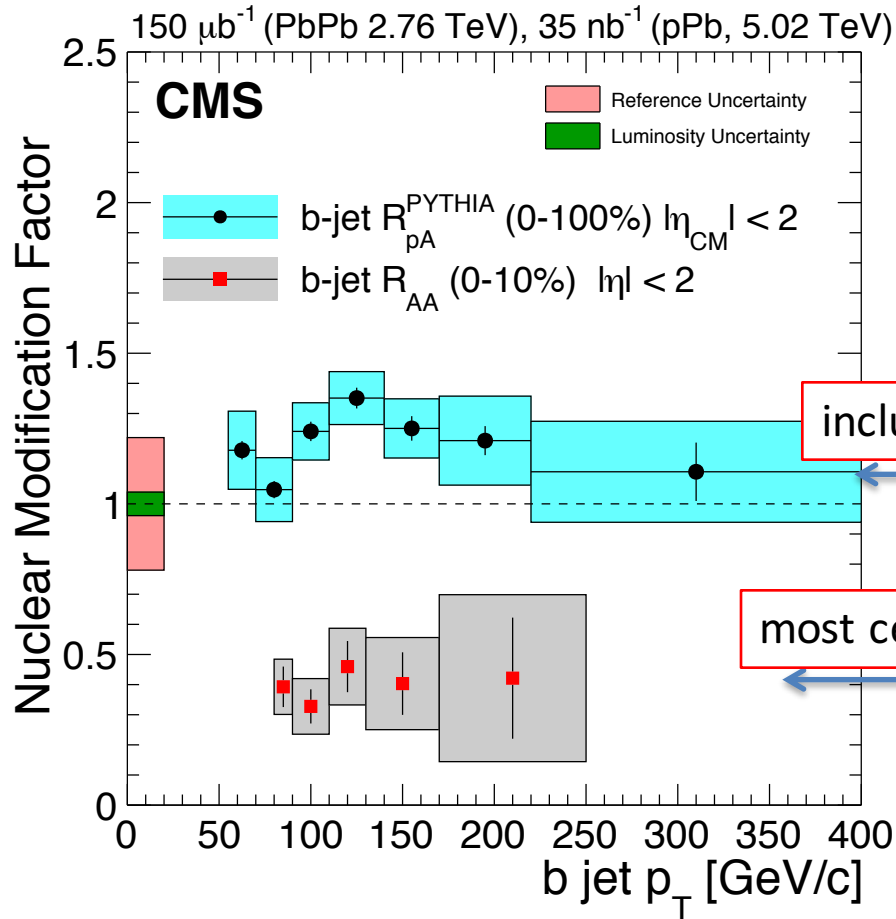 150 μb⁻¹ (PbPb 2.76 TeV), 35 nb⁻¹ (pPb, 5.02 TeV)
CMS
Reference Uncertainty
Luminosity Uncertainty
b-jet R_pA^PYTHIA (0-100%) |η_CM| < 2
b-jet R_AA (0-10%) |η| < 2
Nuclear Modification Factor
2.5
2
1.5
1
0.5
0
0 50 100 150 200 250 300 350 400
b jet p_T [GeV/c]